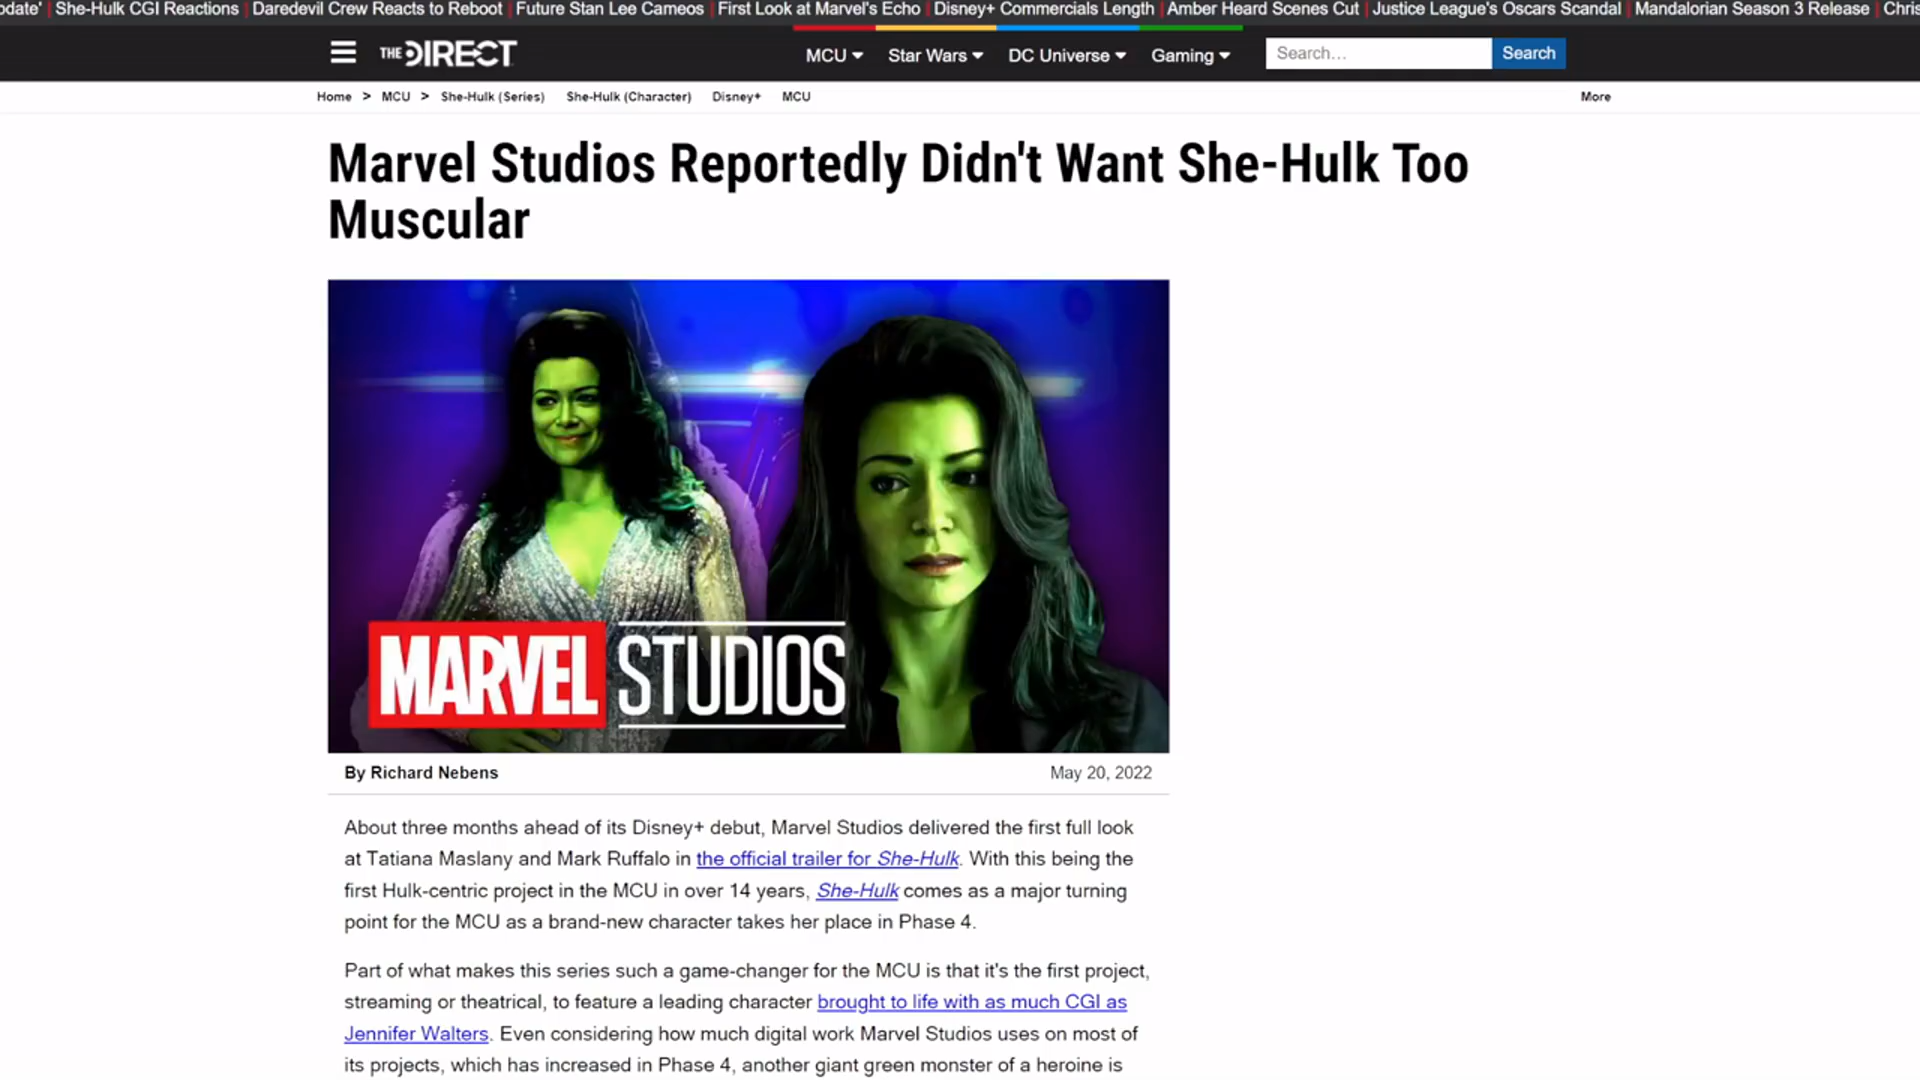 pdate' | She-Hulk CGI Reactions | Daredevil Crew Reacts to Reboot | Future Stan Lee Cameos | First Look at Marvel's Echo | Disney+ Commercials Length | Amber Heard Scenes Cut | Justice League's Oscars Scandal | Mandalorian Season 3 Release | Chris
THE DIRECT MCU Star Wars DC Universe Gaming Search... Search
Home > MCU > She-Hulk (Series) She-Hulk (Character) Disney+ MCU More
Marvel Studios Reportedly Didn't Want She-Hulk Too
Muscular
MARVEL STUDIOS
By Richard Nebens May 20, 2022
About three months ahead of its Disney+ debut, Marvel Studios delivered the first full look
at Tatiana Maslany and Mark Ruffalo in the official trailer for She-Hulk. With this being the
first Hulk-centric project in the MCU in over 14 years, She-Hulk comes as a major turning
point for the MCU as a brand-new character takes her place in Phase 4.
Part of what makes this series such a game-changer for the MCU is that it's the first project,
streaming or theatrical, to feature a leading character brought to life with as much CGI as
Jennifer Walters. Even considering how much digital work Marvel Studios uses on most of
its projects, which has increased in Phase 4, another giant green monster of a heroine is